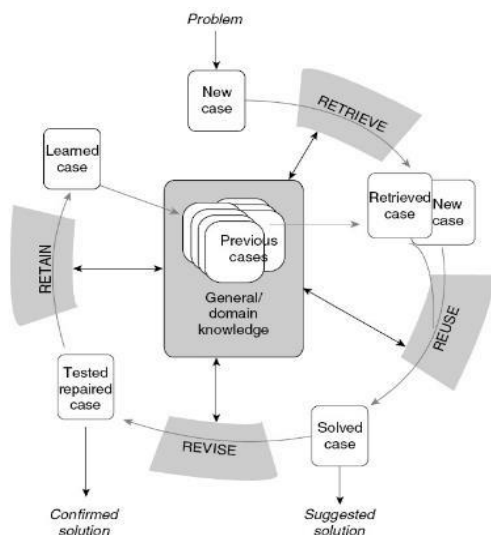 Problem
New
case
RETRIEVE
Learned
case
Retrieved
case
New
case
Previous
cases
General/
domain
knowledge
RETAIN
REUSE
Tested
repaired
case
REVISE
Solved
case
Confirmed
solution
Suggested
solution